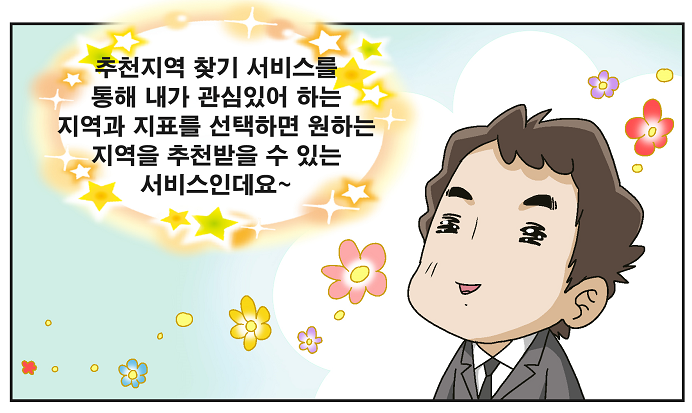 추천지역 찾기 서비스를
통해 내가 관심있어 하는
지역과 지표를 선택하면 원하는
지역을 추천받을 수 있는
서비스인데요~